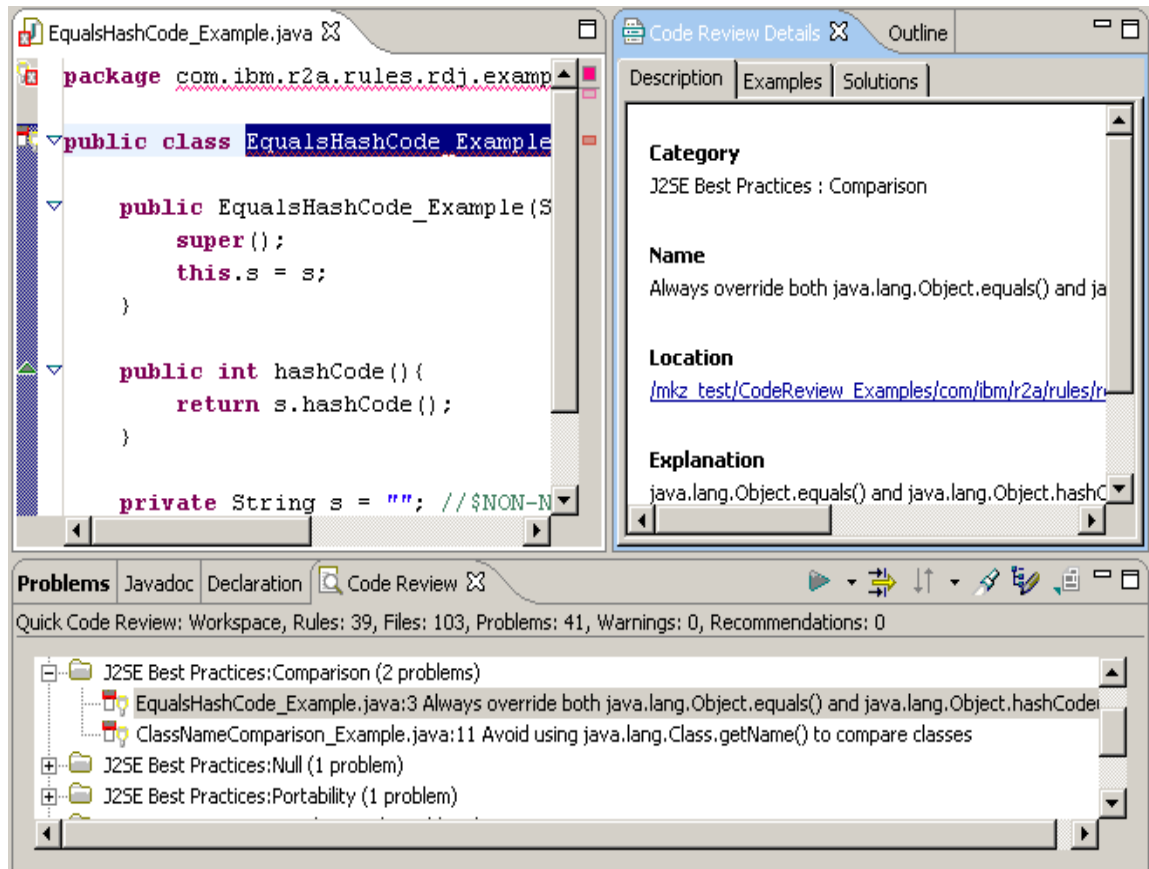 EqualsHashCode_Example.java
package com.ibm.r2a.rules.rdj.examp
public class EqualsHashCode_Example
public EqualsHashCode_Example(S
super();
this.s = s;
}
public int hashCode(){
return s.hashCode();
}
private String s = ""; //$NON-N
Code Review Details Outline
Description Examples Solutions
Category
J2SE Best Practices : Comparison
Name
Always override both java.lang.Object.equals() and ja
Location
/mkz_test/CodeReview_Examples/com/ibm/r2a/rules/r
Explanation
java.lang.Object.equals() and java.lang.Object.hashC
Problems Javadoc Declaration Code Review
Quick Code Review: Workspace, Rules: 39, Files: 103, Problems: 41, Warnings: 0, Recommendations: 0
J2SE Best Practices:Comparison (2 problems)
EqualsHashCode_Example.java:3 Always override both java.lang.Object.equals() and java.lang.Object.hashCode
ClassNameComparison_Example.java:11 Avoid using java.lang.Class.getName() to compare classes
J2SE Best Practices:Null (1 problem)
J2SE Best Practices:Portability (1 problem)